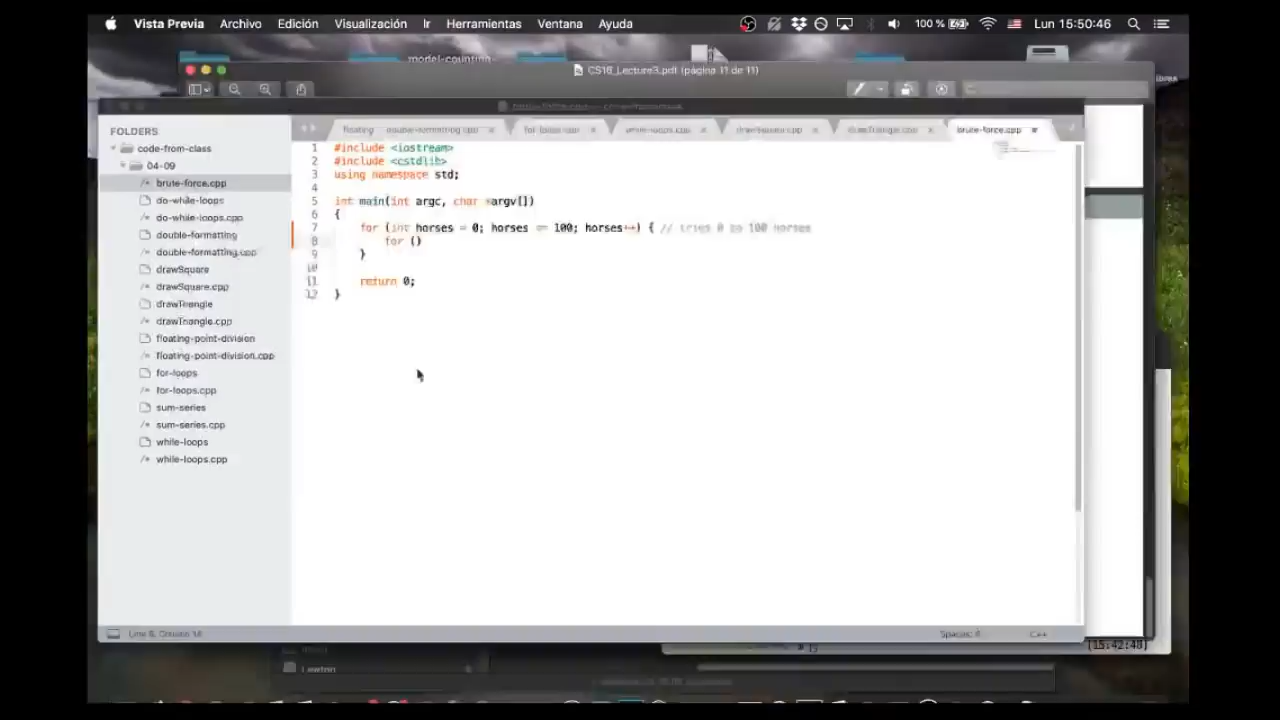 Vista Previa Archivo Edición Visualización Ir Herramientas Ventana Ayuda 100 % Lun 15:50:46
model-counting
CS16_Lecture3.pdf (página 11 de 11)
FOLDERS
code-from-class
04-09
brute-force.cpp
do-while-loops
do-while-loops.cpp
double-formatting
double-formatting.cpp
drawSquare
drawSquare.cpp
drawTriangle
drawTriangle.cpp
floating-point-division
floating-point-division.cpp
for-loops
for-loops.cpp
sum-series
sum-series.cpp
while-loops
while-loops.cpp
floating double-formatting.cpp for-loops.cpp while-loops.cpp drawSquare.cpp drawTriangle.cpp brute-force.cpp
1 #include <iostream>
2 #include <cstdlib>
3 using namespace std;
4
5 int main(int argc, char *argv[])
6 {
7 for (int horses = 0; horses 100; horses++) { // tries 0 to 100 horses
8 for ()
9 }
10
11 return 0;
12 }
Spaces: C++
[15:42:48]
Lawton